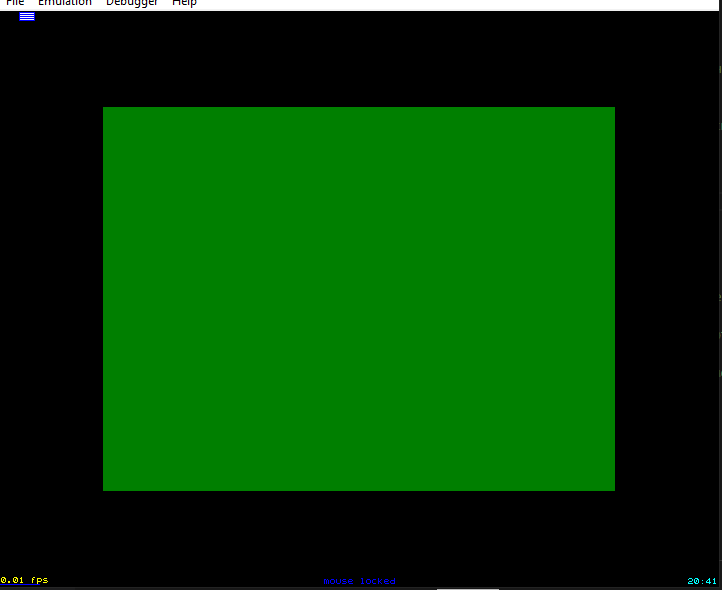 File Emulation Debugger Help
0.01 fps mouse locked 20:41